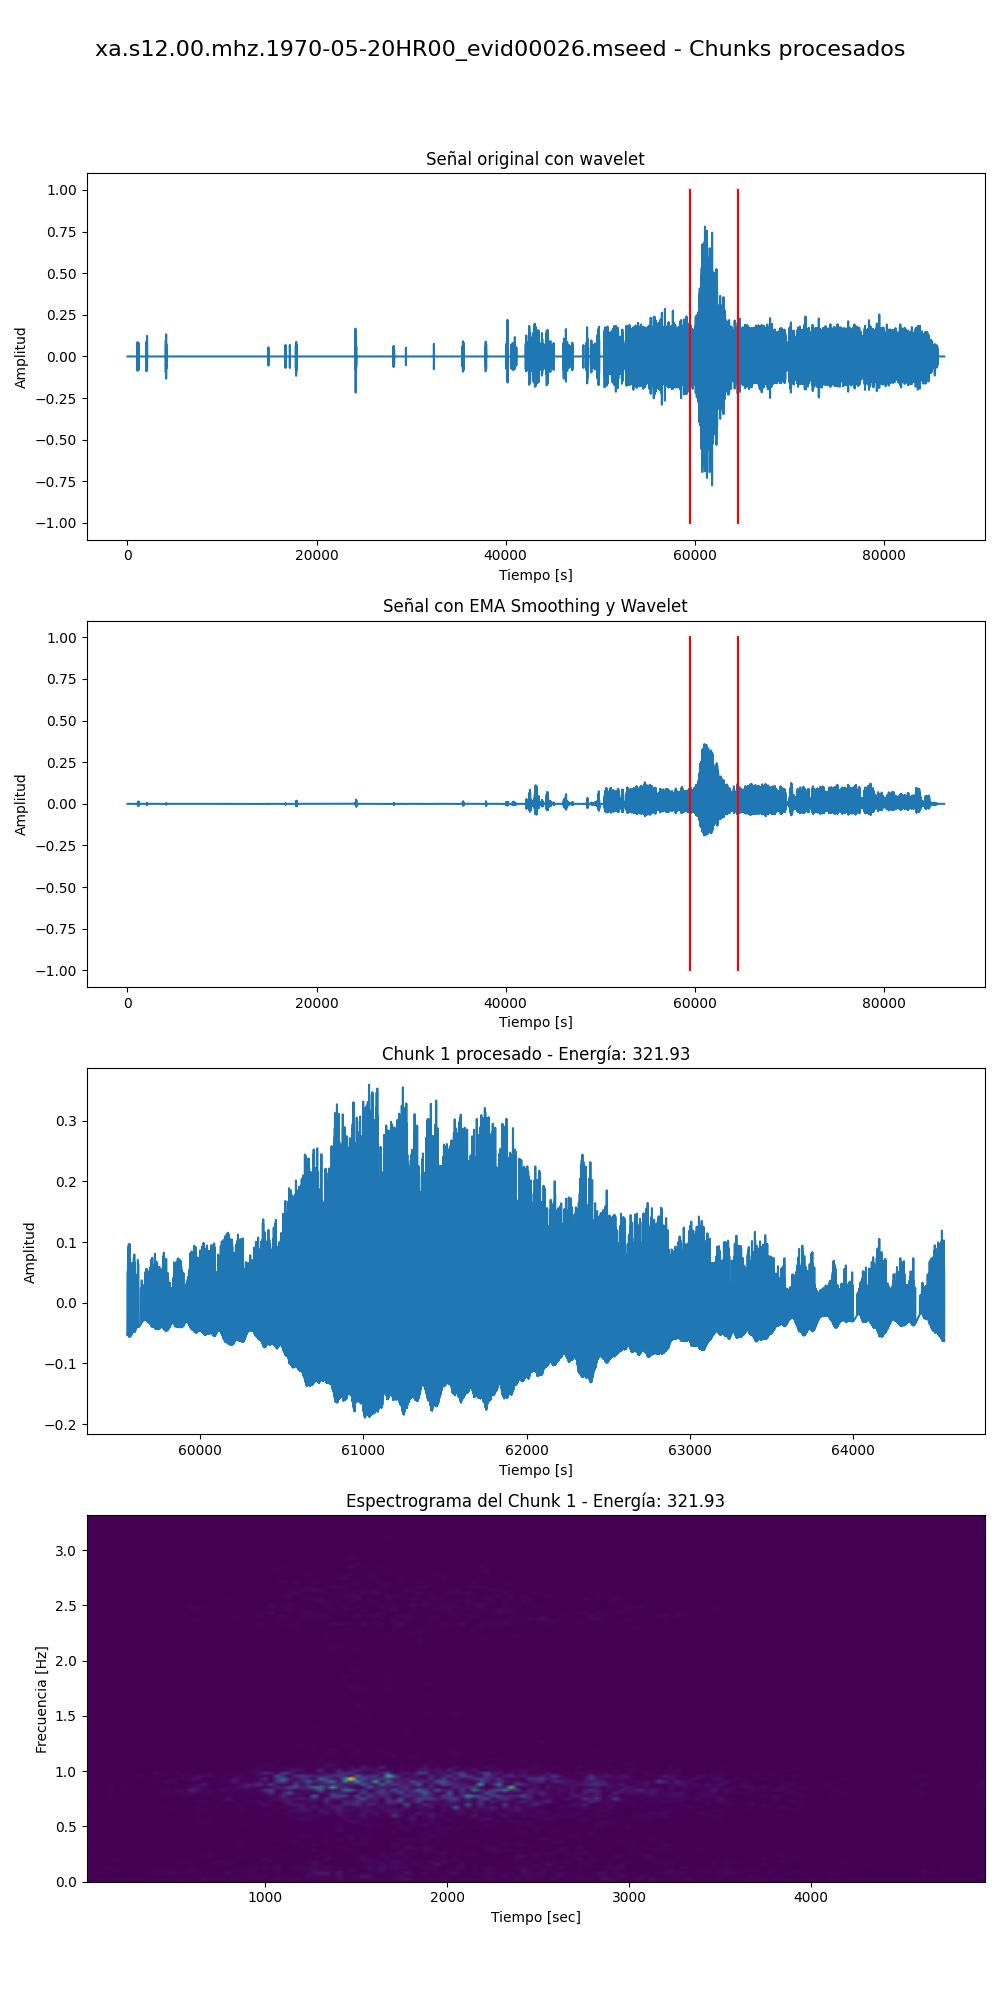 xa.s12.00.mhz.1970-05-20HR00_evid00026.mseed - Chunks procesados
Señal original con wavelet
1.00
0.75
0.50
0.25
0.00
−0.25
−0.50
−0.75
−1.00
Amplitud
0 20000 40000 60000 80000
Tiempo [s]
Señal con EMA Smoothing y Wavelet
1.00
0.75
0.50
0.25
0.00
−0.25
−0.50
−0.75
−1.00
Amplitud
0 20000 40000 60000 80000
Tiempo [s]
Chunk 1 procesado - Energía: 321.93
0.3
0.2
0.1
0.0
−0.1
−0.2
Amplitud
60000 61000 62000 63000 64000
Tiempo [s]
Espectrograma del Chunk 1 - Energía: 321.93
3.0
2.5
2.0
1.5
1.0
0.5
0.0
Frecuencia [Hz]
1000 2000 3000 4000
Tiempo [sec]